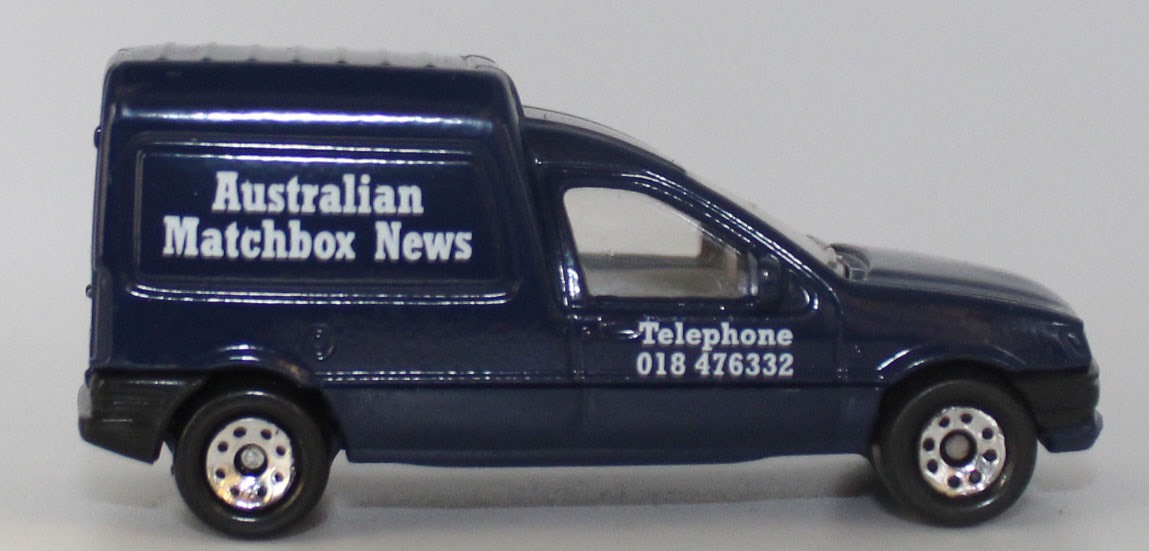 Australian
Matchbox News
Telephone
018 476332